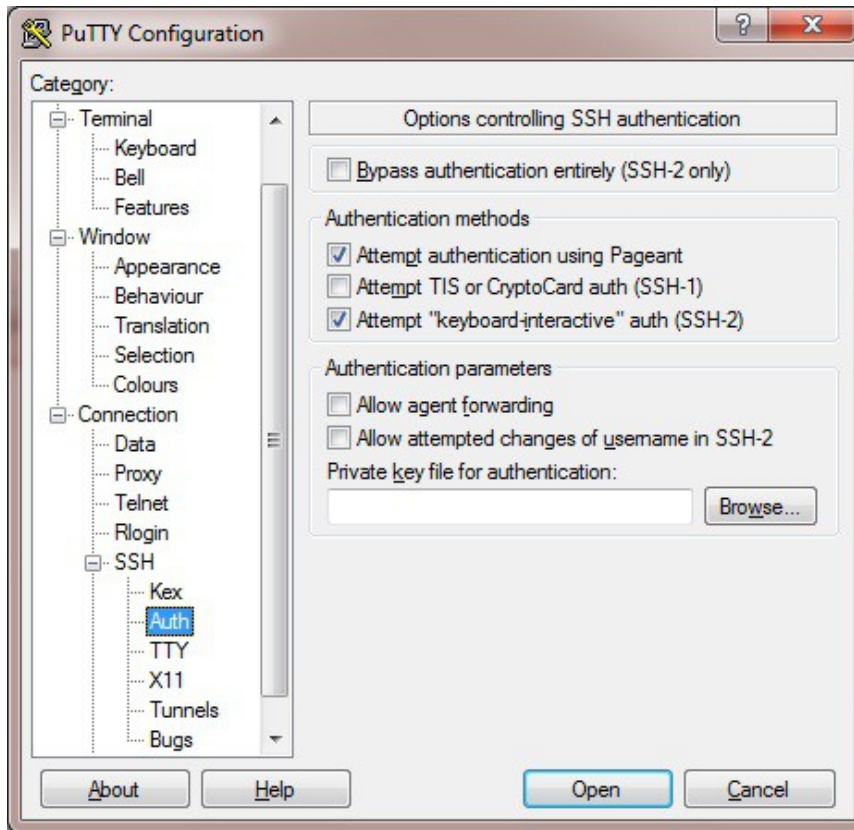 PuTTY Configuration
Category:
Terminal
Keyboard
Bell
Features
Window
Appearance
Behaviour
Translation
Selection
Colours
Connection
Data
Proxy
Telnet
Rlogin
SSH
Kex
Auth
TTY
X11
Tunnels
Bugs
Options controlling SSH authentication
Bypass authentication entirely (SSH-2 only)
Authentication methods
Attempt authentication using Pageant
Attempt TIS or CryptoCard auth (SSH-1)
Attempt "keyboard-interactive" auth (SSH-2)
Authentication parameters
Allow agent forwarding
Allow attempted changes of username in SSH-2
Private key file for authentication:
Browse...
About
Help
Open
Cancel